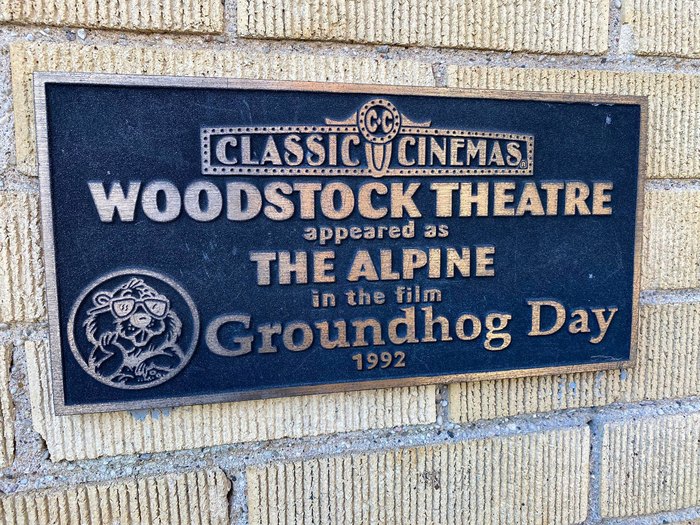 C-C
CLASSIC CINEMAS®
WOODSTOCK THEATRE
appeared as
THE ALPINE
in the film
Groundhog Day
1992